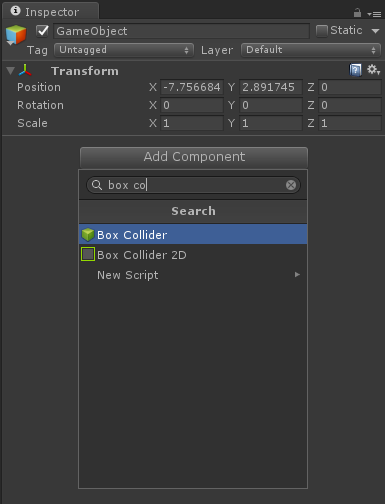 Inspector
GameObject Static
Tag Untagged Layer Default
Transform
Position X -7.756684 Y 2.891745 Z 0
Rotation X 0 Y 0 Z 0
Scale X 1 Y 1 Z 1
Add Component
box co
Search
Box Collider
Box Collider 2D
New Script